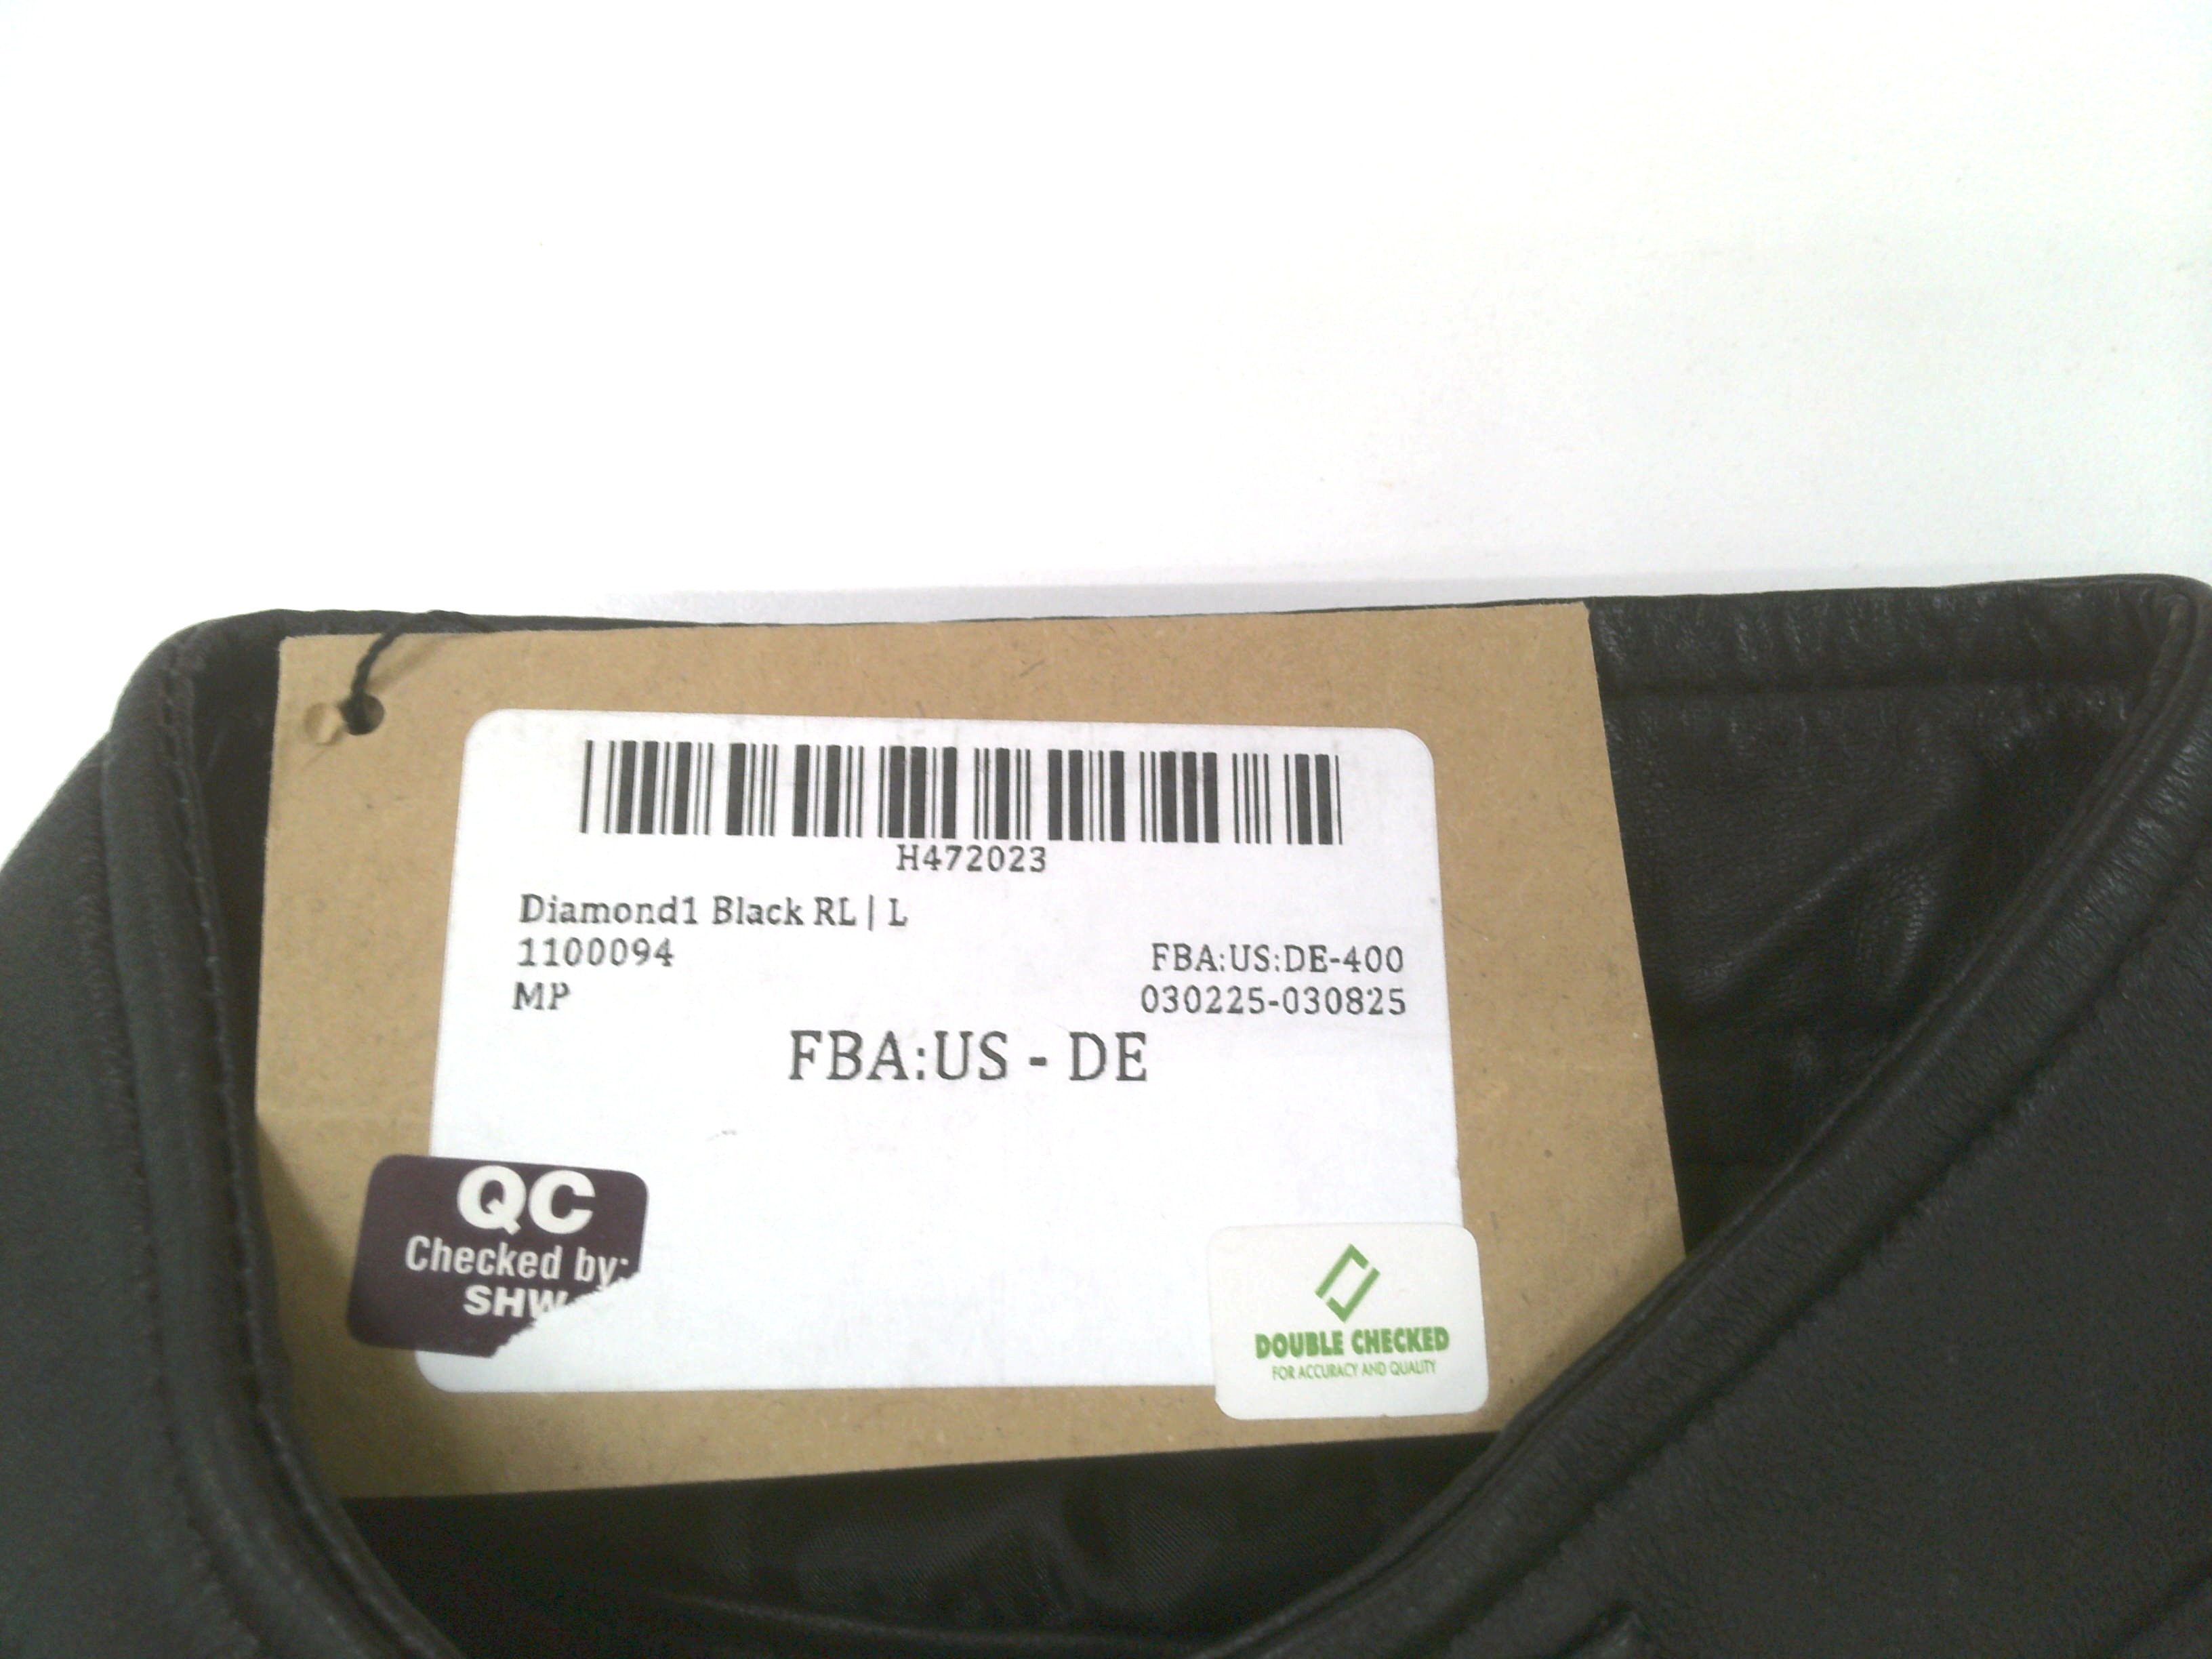 H472023
Diamond1 Black RL | L
1100094
FBA:US:DE-400
MP
030225-030825
FBA:US - DE
QC
Checked by:
SHW
DOUBLE CHECKED
FOR ACCURACY AND QUALITY